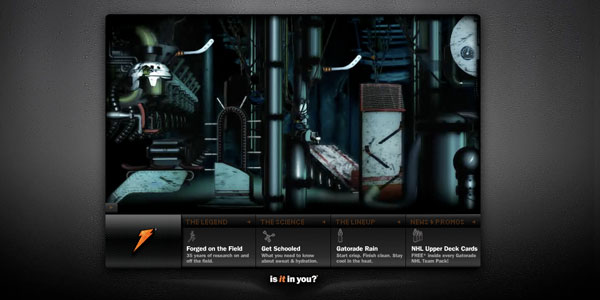 THE LEGEND
THE SCIENCE
THE LINEUP
NEWS & PROMOS
Forged on the Field
35 years of research on and
off the field.
Get Schooled
What you need to know
about sweat & hydration.
Gatorade Rain
Start crisp. Finish clean. Stay
cool in the heat.
NHL Upper Deck Cards
FREE* inside every Gatorade
NHL Team Pack!
is it in you?